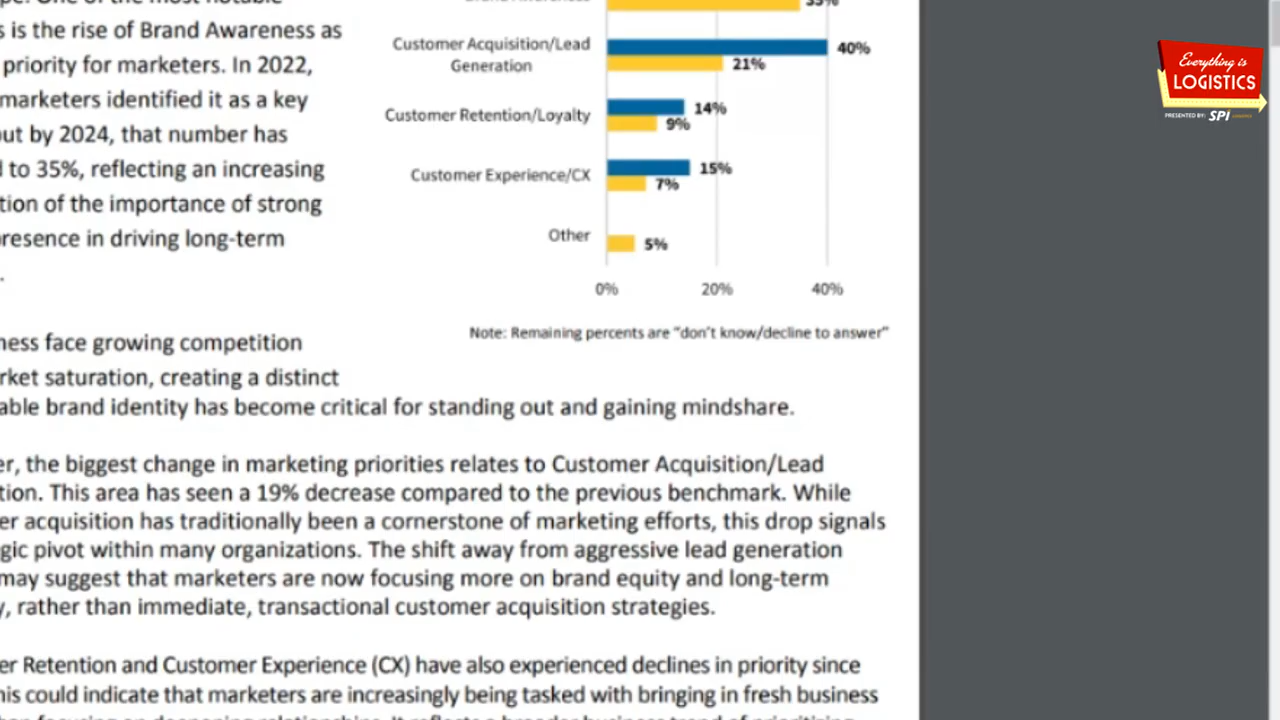 s is the rise of Brand Awareness as
priority for marketers. In 2022,
marketers identified it as a key
out by 2024, that number has
d to 35%, reflecting an increasing
tion of the importance of strong
presence in driving long-term
.
35%
Customer Acquisition/Lead
Generation
40%
21%
Customer Retention/Loyalty
14%
9%
Customer Experience/CX
15%
7%
Other
5%
0% 20% 40%
Note: Remaining percents are "don't know/decline to answer"
ness face growing competition
rket saturation, creating a distinct
able brand identity has become critical for standing out and gaining mindshare.
er, the biggest change in marketing priorities relates to Customer Acquisition/Lead
tion. This area has seen a 19% decrease compared to the previous benchmark. While
er acquisition has traditionally been a cornerstone of marketing efforts, this drop signals
gic pivot within many organizations. The shift away from aggressive lead generation
may suggest that marketers are now focusing more on brand equity and long-term
y, rather than immediate, transactional customer acquisition strategies.
er Retention and Customer Experience (CX) have also experienced declines in priority since
his could indicate that marketers are increasingly being tasked with bringing in fresh business
Everything is
LOGISTICS
PRESENTED BY: SPI